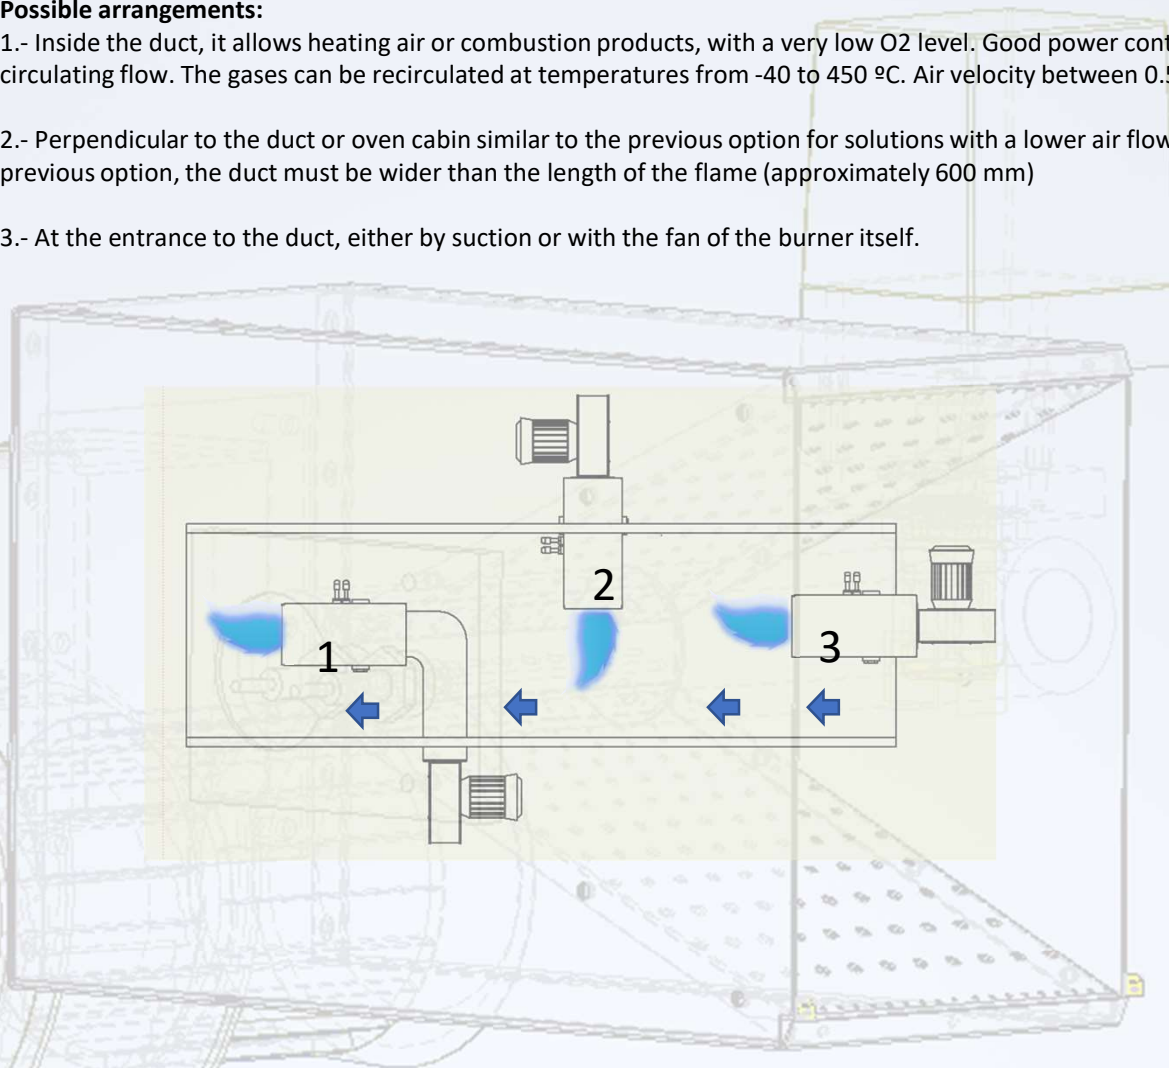 Possible arrangements:
1.- Inside the duct, it allows heating air or combustion products, with a very low O2 level. Good power cont
circulating flow. The gases can be recirculated at temperatures from -40 to 450 ºC. Air velocity between 0.5
2.- Perpendicular to the duct or oven cabin similar to the previous option for solutions with a lower air flow
previous option, the duct must be wider than the length of the flame (approximately 600 mm)
3.- At the entrance to the duct, either by suction or with the fan of the burner itself.
2
1
3